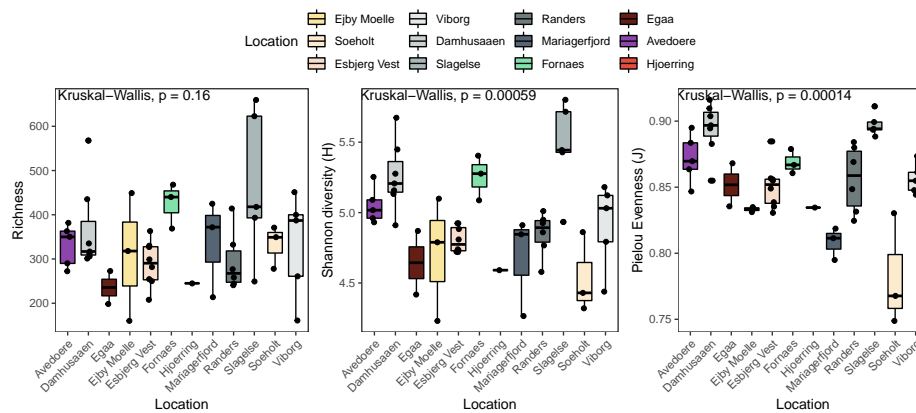 Location
Ejby Moelle
Viborg
Randers
Egaa
Soeholt
Damhusaaen
Mariagerfjord
Avedoere
Esbjerg Vest
Slagelse
Fornaes
Hjoerring
Kruskal−Wallis, p = 0.16
Richness
600
500
400
300
200
Avedoere
Damhusaaen
Egaa
Ejby Moelle
Esbjerg Vest
Fornaes
Hjoerring
Mariagerfjord
Randers
Slagelse
Soeholt
Viborg
Location
Kruskal−Wallis, p = 0.00059
Shannon diversity (H)
5.5
5.0
4.5
Avedoere
Damhusaaen
Egaa
Ejby Moelle
Esbjerg Vest
Fornaes
Hjoerring
Mariagerfjord
Randers
Slagelse
Soeholt
Viborg
Location
Kruskal−Wallis, p = 0.00014
Pielou Evenness (J)
0.90
0.85
0.80
0.75
Avedoere
Damhusaaen
Egaa
Ejby Moelle
Esbjerg Vest
Fornaes
Hjoerring
Mariagerfjord
Randers
Slagelse
Soeholt
Viborg
Location